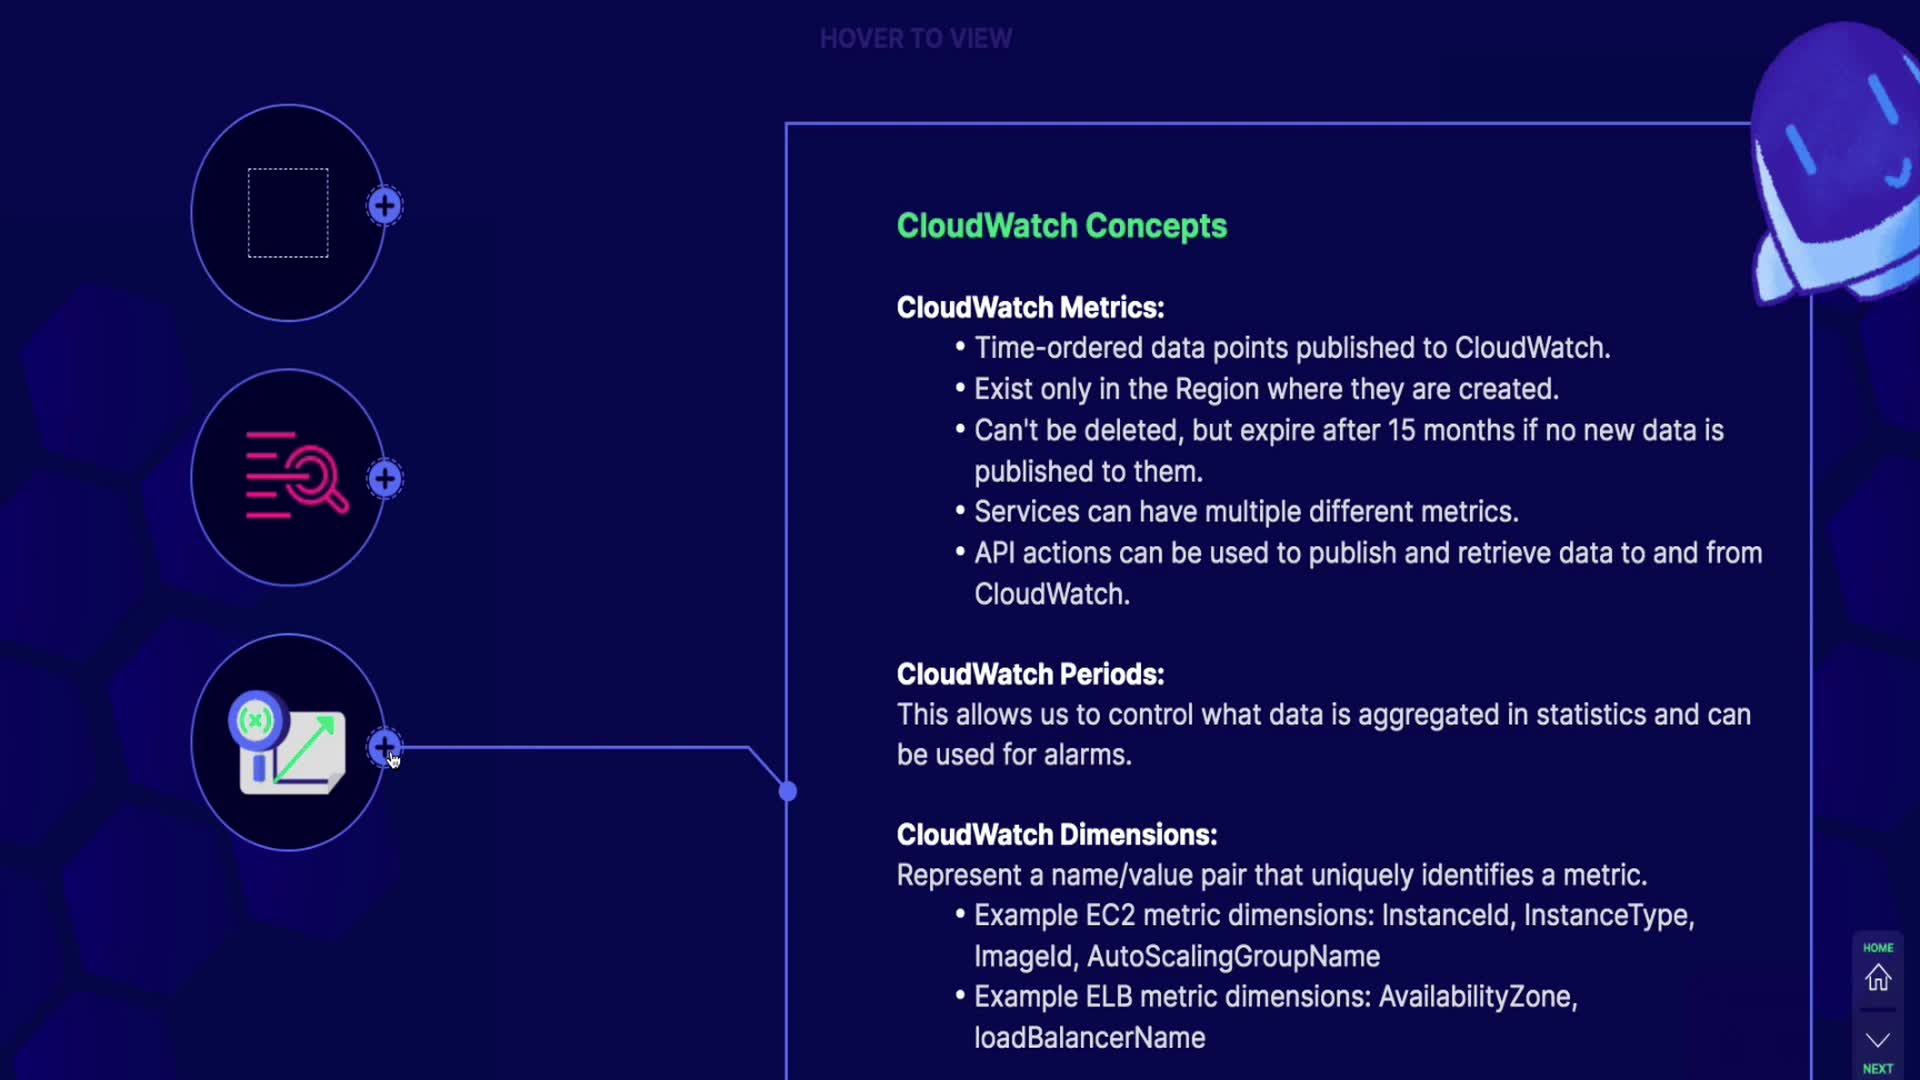 HOVER TO VIEW
CloudWatch Concepts
CloudWatch Metrics:
• Time-ordered data points published to CloudWatch.
• Exist only in the Region where they are created.
• Can't be deleted, but expire after 15 months if no new data is
published to them.
• Services can have multiple different metrics.
• API actions can be used to publish and retrieve data to and from
CloudWatch.
CloudWatch Periods:
This allows us to control what data is aggregated in statistics and can
be used for alarms.
CloudWatch Dimensions:
Represent a name/value pair that uniquely identifies a metric.
• Example EC2 metric dimensions: InstanceId, InstanceType,
ImageId, AutoScalingGroupName
• Example ELB metric dimensions: AvailabilityZone,
loadBalancerName
(x)
HOME
NEXT